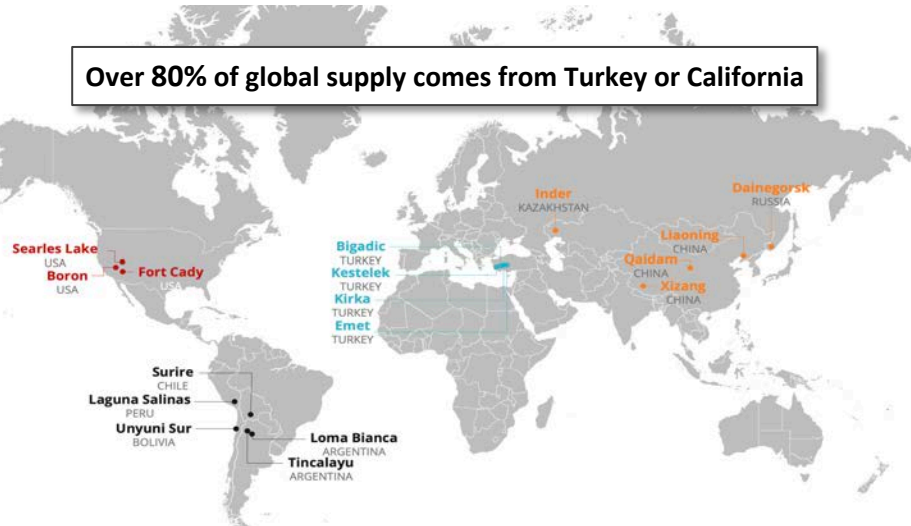 Over 80% of global supply comes from Turkey or California
Inder
KAZAKHSTAN
Dainegorsk
RUSSIA
Liaoning
CHINA
Qaidam
CHINA
Xizang
CHINA
Searles Lake
USA
Boron
USA
Fort Cady
USA
Bigadic
TURKEY
Kestelek
TURKEY
Kirka
TURKEY
Emet
TURKEY
Surire
CHILE
Laguna Salinas
PERU
Unyuni Sur
BOLIVIA
Loma Bianca
ARGENTINA
Tincalayu
ARGENTINA